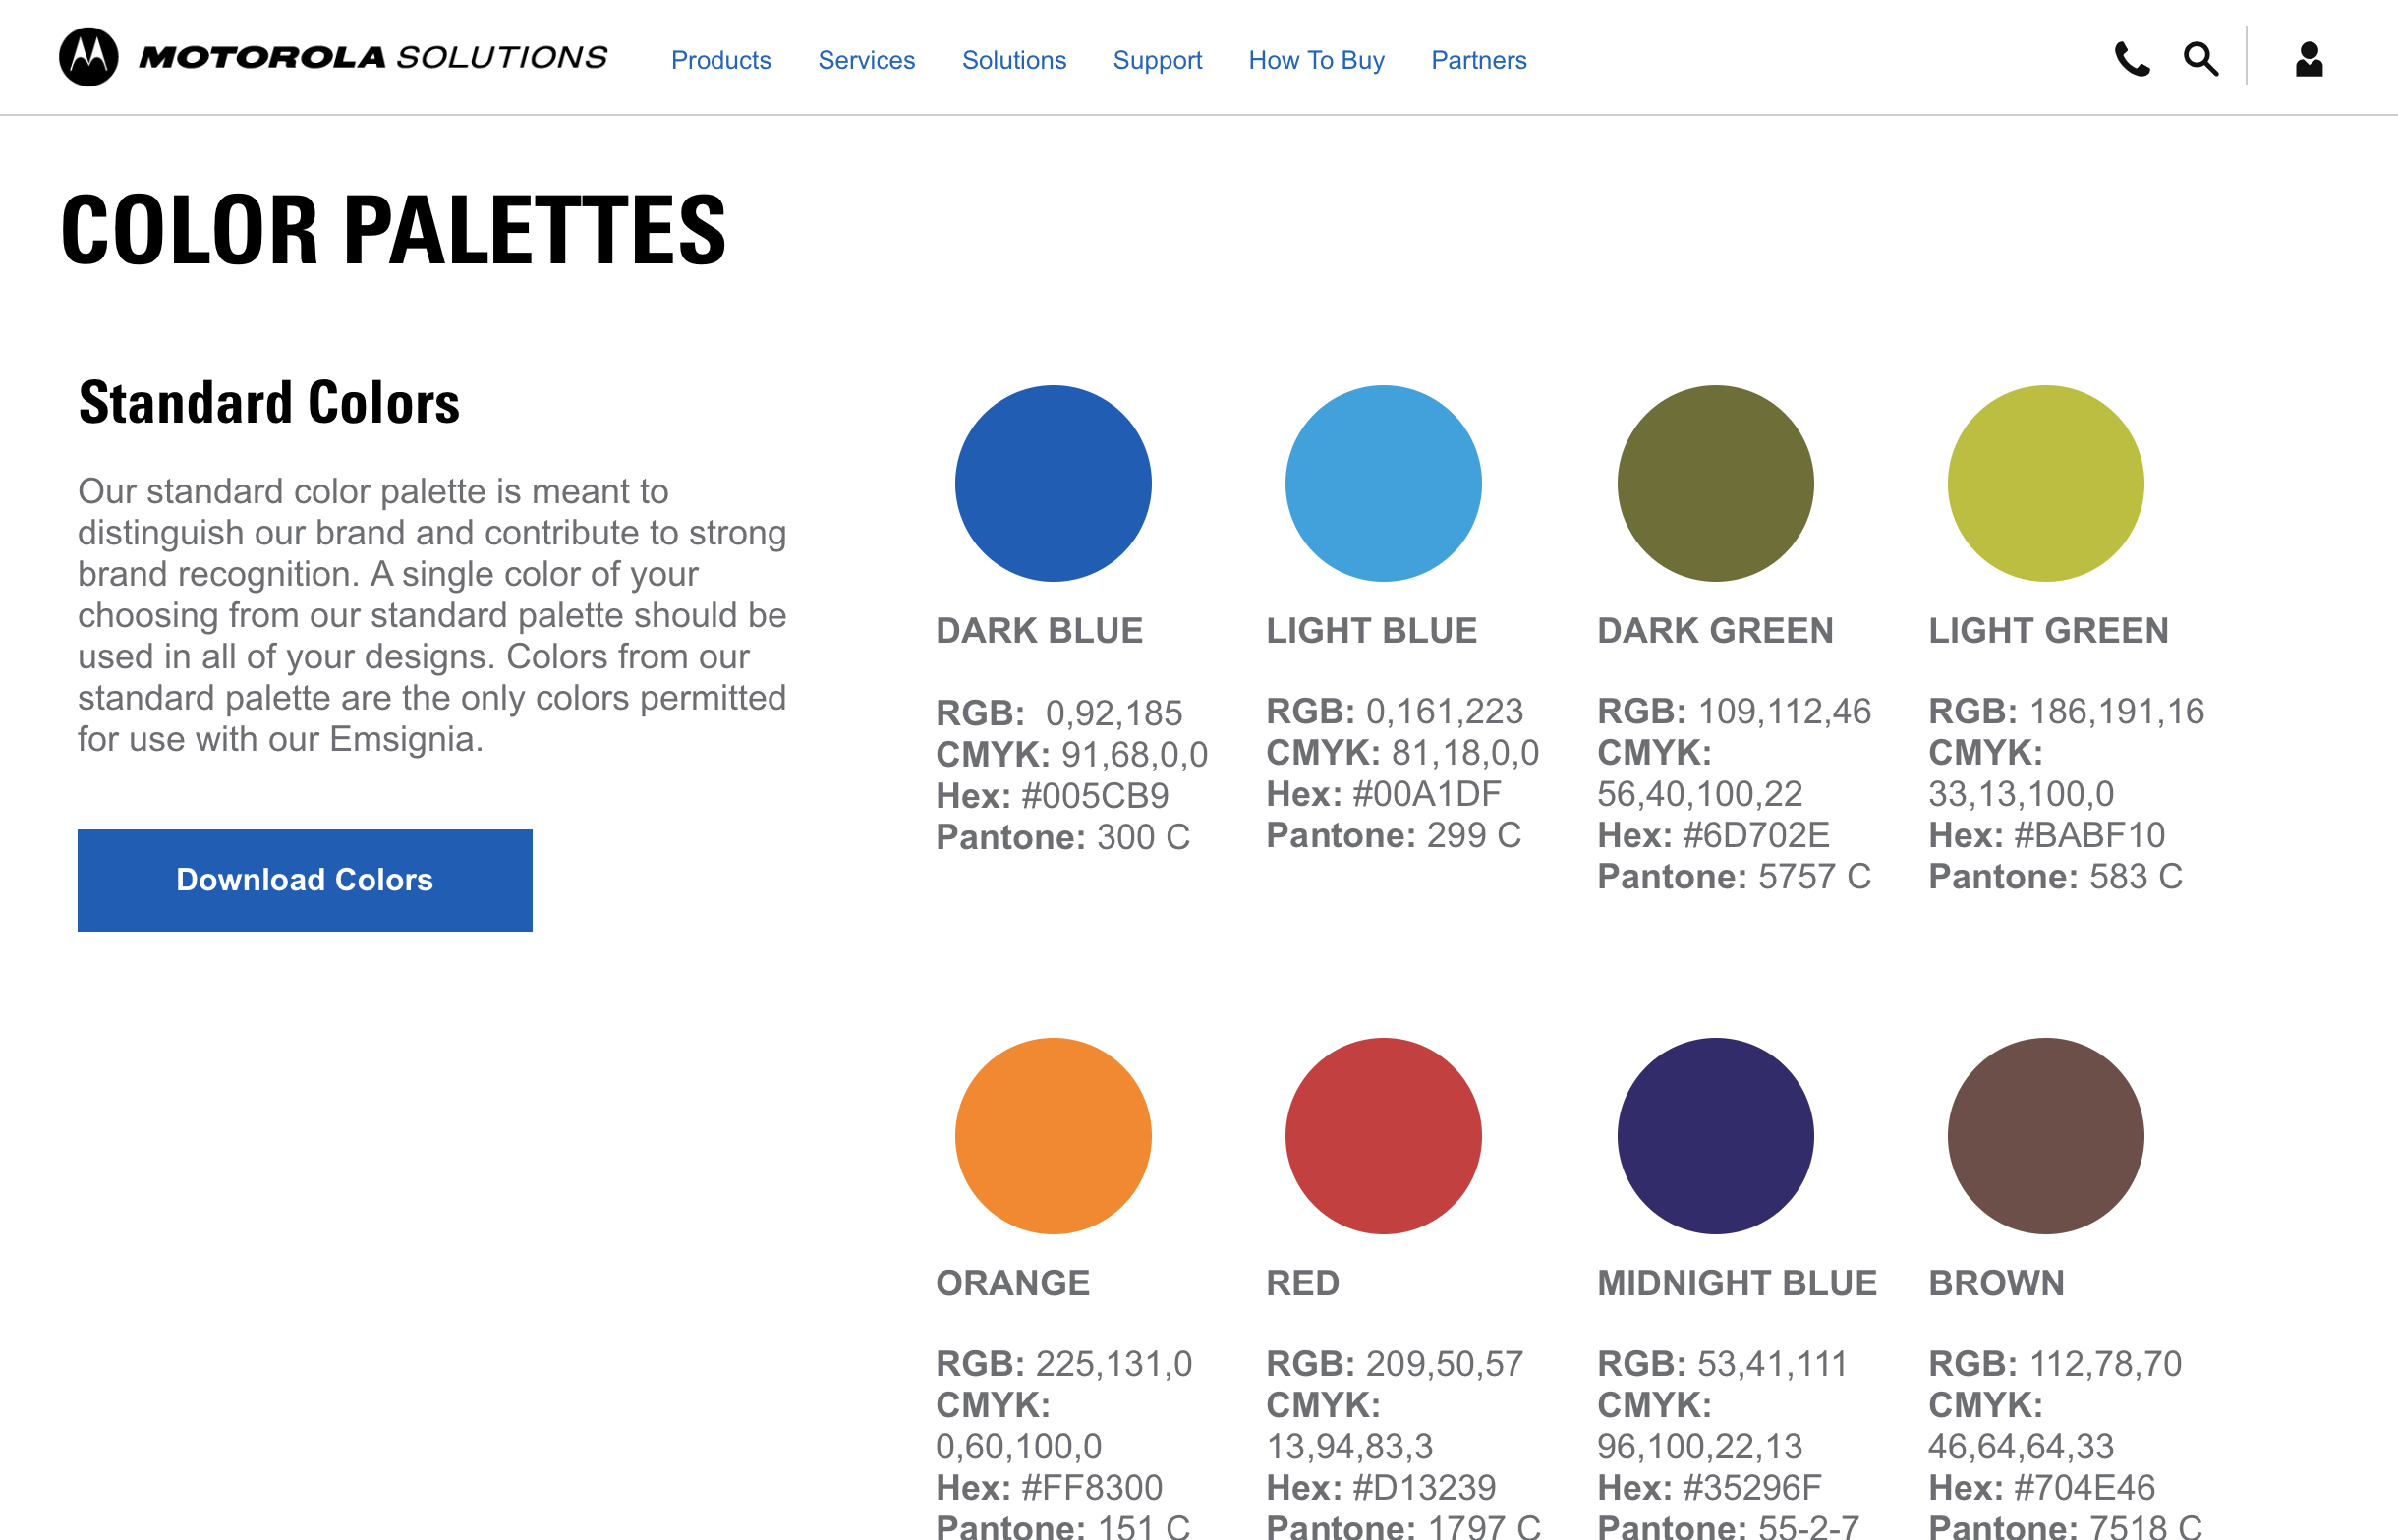 MOTOROLA SOLUTIONS
Products Services Solutions Support How To Buy Partners
COLOR PALETTES
Standard Colors
Our standard color palette is meant to
distinguish our brand and contribute to strong
brand recognition. A single color of your
choosing from our standard palette should be
used in all of your designs. Colors from our
standard palette are the only colors permitted
for use with our Emsignia.
Download Colors
DARK BLUE
RGB: 0,92,185
CMYK: 91,68,0,0
Hex: #005CB9
Pantone: 300 C
LIGHT BLUE
RGB: 0,161,223
CMYK: 81,18,0,0
Hex: #00A1DF
Pantone: 299 C
DARK GREEN
RGB: 109,112,46
CMYK:
56,40,100,22
Hex: #6D702E
Pantone: 5757 C
LIGHT GREEN
RGB: 186,191,16
CMYK:
33,13,100,0
Hex: #BABF10
Pantone: 583 C
ORANGE
RGB: 225,131,0
CMYK:
0,60,100,0
Hex: #FF8300
Pantone: 151 C
RED
RGB: 209,50,57
CMYK:
13,94,83,3
Hex: #D13239
Pantone: 1797 C
MIDNIGHT BLUE
RGB: 53,41,111
CMYK:
96,100,22,13
Hex: #35296F
Pantone: 55-2-7
BROWN
RGB: 112,78,70
CMYK:
46,64,64,33
Hex: #704E46
Pantone: 7518 C